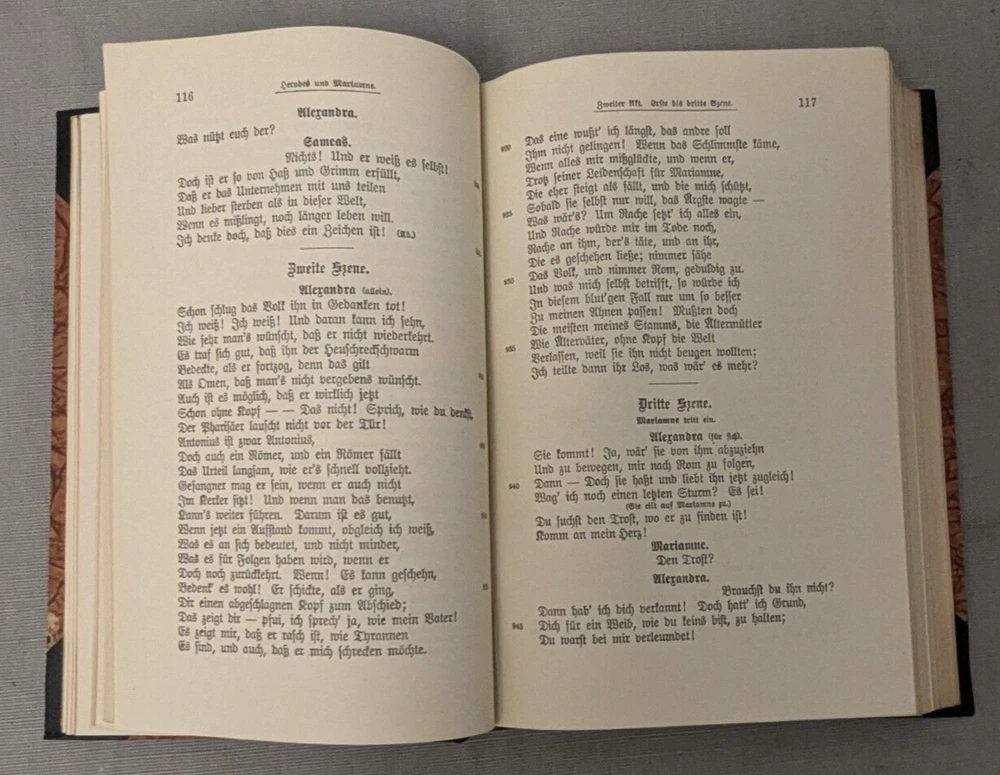 116
Herodes und Mariamne.
Alexandra.
Was nützt euch der?
Sameas.
Nichts! Und er weiß es selbst!
Doch ist er so von Haß und Grimm erfüllt,
Daß er das Unternehmen mit uns teilen
Und lieber sterben als in dieser Welt,
Wenn es mißlingt, noch länger leben will.
Ich denke doch, daß dies ein Zeichen ist! (Ab.)
Zweite Szene.
Alexandra (allein).
Schon schlug das Volk ihn in Gedanken tot!
Ich weiß! Ich weiß! Und daran kann ich sehn,
Wie sehr man's wünscht, daß er nicht wiederkehrt.
Es traf sich gut, daß ihn der Heuschreckschwarm
Bedeckte, als er fortzog, denn das gilt
Als Omen, daß man's nicht vergebens wünscht.
Auch ist es möglich, daß er wirklich jetzt
Schon ohne Kopf — — Das nicht! Sprich, wie du denkst,
Der Pharisäer lauscht nicht vor der Tür!
Antonius ist zwar Antonius,
Doch auch ein Römer, und ein Römer fällt
Das Urteil langsam, wie er's schnell vollzieht.
Gefangner mag er sein, wenn er auch nicht
Im Kerker sitzt! Und wenn man das benutzt,
Kann's weiter führen. Darum ist es gut,
Wenn jetzt ein Aufstand kommt, obgleich ich weiß,
Was es an sich bedeutet, und nicht minder,
Was es für Folgen haben wird, wenn er
Doch noch zurückkehrt. Wenn! Es kann geschehn,
Bedenk' es wohl! Er schickte, als er ging,
Dir einen abgeschlagnen Kopf zum Abschied;
Das zeigt dir — pfui, ich sprech' ja, wie mein Vater!
Es zeigt mir, daß er rasch ist, wie Tyrannen
Es sind, und auch, daß er mich schrecken möchte.
Zweiter Akt. Erste bis dritte Szene.
117
Das eine wußt' ich längst, das andre soll
920 Ihm nicht gelingen! Wenn das Schlimmste käme,
Wenn alles mir mißglückte, und wenn er,
Trotz seiner Leidenschaft für Mariamne,
Die eher steigt als fällt, und die mich schützt,
Sobald sie selbst nur will, das Ärgste wagte —
925 Was wär's? Um Rache setzt' ich alles ein,
Und Rache würde mir im Tode noch,
Rache an ihm, der's täte, und an ihr,
Die es geschehen ließe; nimmer sähe
Das Volk, und nimmer Rom, geduldig zu.
930 Und was mich selbst betrifft, so würde ich
In diesem blut'gen Fall nur um so besser
Zu meinen Ahnen passen! Mußten doch
Die meisten meines Stamms, die Ältermütter
Wie Älterväter, ohne Kopf die Welt
935 Verlassen, weil sie ihn nicht beugen wollten;
Ich teilte dann ihr Los, was wär' es mehr?
Dritte Szene.
Mariamne tritt ein.
Alexandra (für sich).
Sie kommt! Ja, wär' sie von ihm abzuziehn
Und zu bewegen, mir nach Rom zu folgen,
Dann — Doch sie haßt und liebt ihn jetzt zugleich!
940 Wag' ich noch einen letzten Sturm? Es sei!
(Sie eilt auf Mariamne zu.)
Du suchst den Trost, wo er zu finden ist!
Komm an mein Herz!
Mariamne.
Den Trost?
Alexandra.
Brauchst du ihn nicht?
Dann hab' ich dich verkannt! Doch hatt' ich Grund,
Dich für ein Weib, wie du keins bist, zu halten;
945 Du warst bei mir verleumdet!